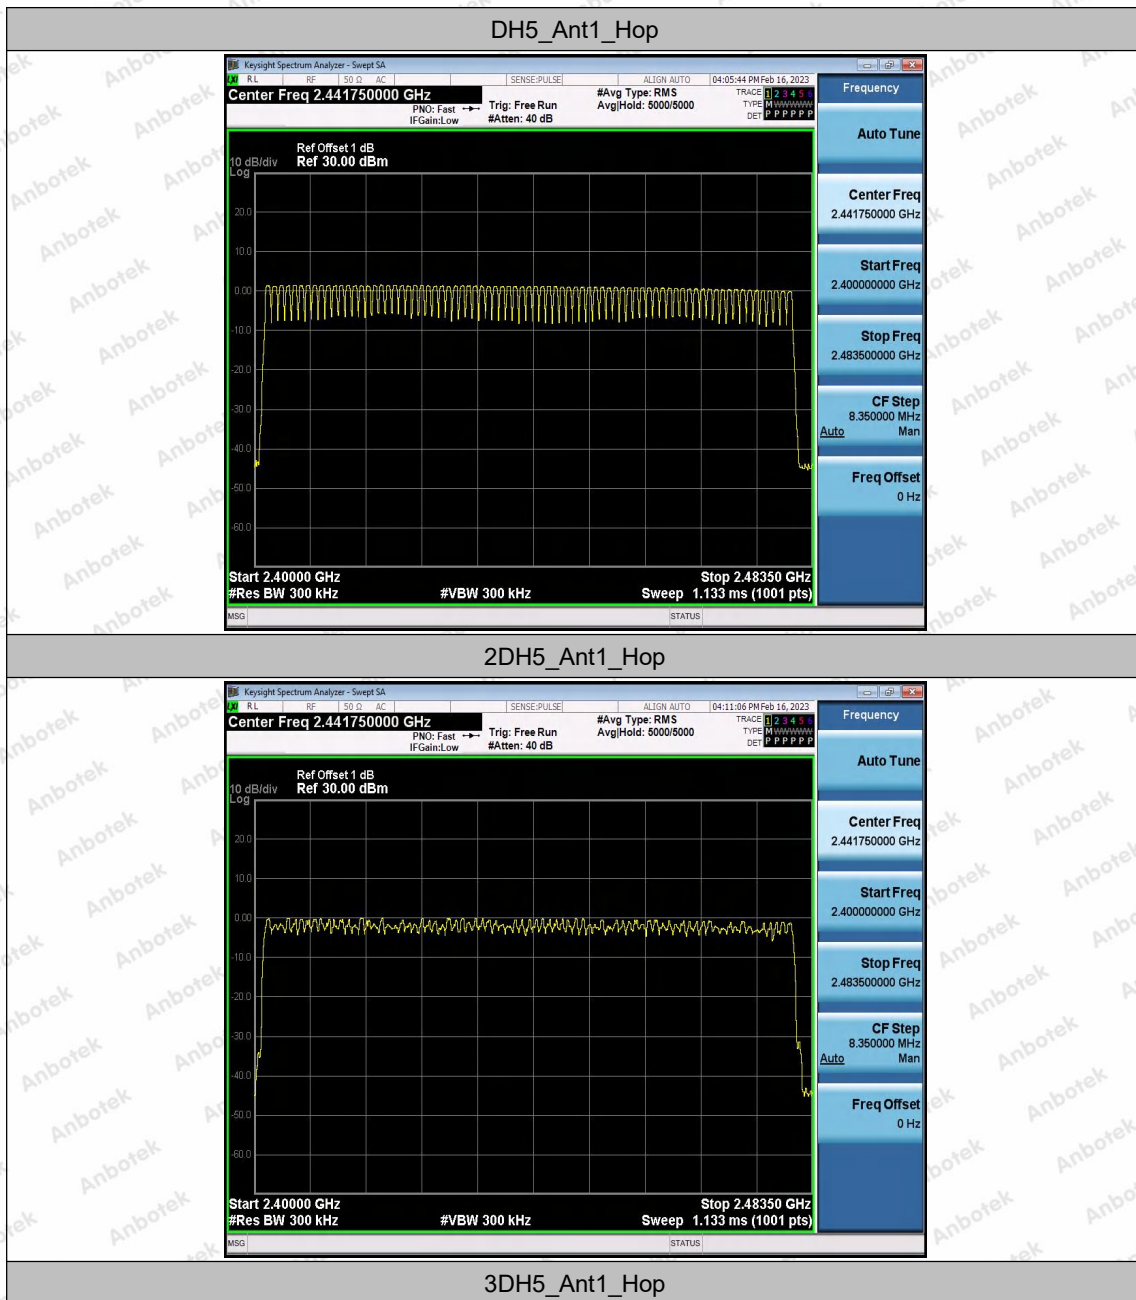 DH5_Ant1_Hop
Keysight Spectrum Analyzer - Swept SA
LXI RL RF 50 Ω AC SENSE:PULSE ALIGN AUTO 04:05:44 PM Feb 16, 2023
Center Freq 2.441750000 GHz
PNO: Fast
IFGain:Low
Trig: Free Run
#Atten: 40 dB
#Avg Type: RMS
Avg|Hold: 5000/5000
TRACE 1 2 3 4 5 6
TYPE M
DET P P P P P P
Ref Offset 1 dB
10 dB/div Ref 30.00 dBm
Log
20.0
10.0
0.00
-10.0
-20.0
-30.0
-40.0
-50.0
-60.0
Start 2.40000 GHz Stop 2.48350 GHz
#Res BW 300 kHz #VBW 300 kHz Sweep 1.133 ms (1001 pts)
MSG STATUS
Frequency
Auto Tune
Center Freq
2.441750000 GHz
Start Freq
2.400000000 GHz
Stop Freq
2.483500000 GHz
CF Step
8.350000 MHz
Auto Man
Freq Offset
0 Hz
2DH5_Ant1_Hop
Keysight Spectrum Analyzer - Swept SA
LXI RL RF 50 Ω AC SENSE:PULSE ALIGN AUTO 04:11:06 PM Feb 16, 2023
Center Freq 2.441750000 GHz
PNO: Fast
IFGain:Low
Trig: Free Run
#Atten: 40 dB
#Avg Type: RMS
Avg|Hold: 5000/5000
TRACE 1 2 3 4 5 6
TYPE M
DET P P P P P P
Ref Offset 1 dB
10 dB/div Ref 30.00 dBm
Log
20.0
10.0
0.00
-10.0
-20.0
-30.0
-40.0
-50.0
-60.0
Start 2.40000 GHz Stop 2.48350 GHz
#Res BW 300 kHz #VBW 300 kHz Sweep 1.133 ms (1001 pts)
MSG STATUS
Frequency
Auto Tune
Center Freq
2.441750000 GHz
Start Freq
2.400000000 GHz
Stop Freq
2.483500000 GHz
CF Step
8.350000 MHz
Auto Man
Freq Offset
0 Hz
3DH5_Ant1_Hop
Anbotek